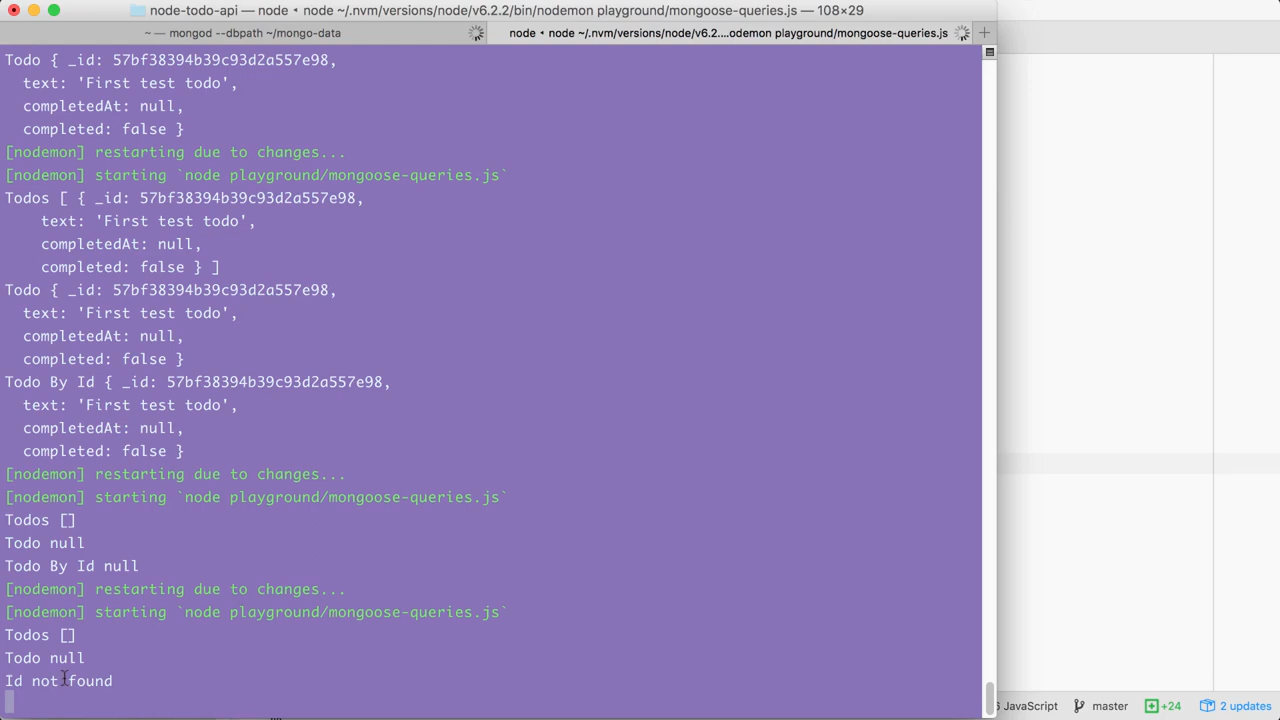 node-todo-api — node ◂ node ~/.nvm/versions/node/v6.2.2/bin/nodemon playground/mongoose-queries.js — 108×29
~ — mongod --dbpath ~/mongo-data
node ◂ node ~/.nvm/versions/node/v6.2....odemon playground/mongoose-queries.js
Todo { _id: 57bf38394b39c93d2a557e98,
  text: 'First test todo',
  completedAt: null,
  completed: false }
[nodemon] restarting due to changes...
[nodemon] starting `node playground/mongoose-queries.js`
Todos [ { _id: 57bf38394b39c93d2a557e98,
    text: 'First test todo',
    completedAt: null,
    completed: false } ]
Todo { _id: 57bf38394b39c93d2a557e98,
  text: 'First test todo',
  completedAt: null,
  completed: false }
Todo By Id { _id: 57bf38394b39c93d2a557e98,
  text: 'First test todo',
  completedAt: null,
  completed: false }
[nodemon] restarting due to changes...
[nodemon] starting `node playground/mongoose-queries.js`
Todos []
Todo null
Todo By Id null
[nodemon] restarting due to changes...
[nodemon] starting `node playground/mongoose-queries.js`
Todos []
Todo null
Id not found
6 JavaScript master +24 2 updates